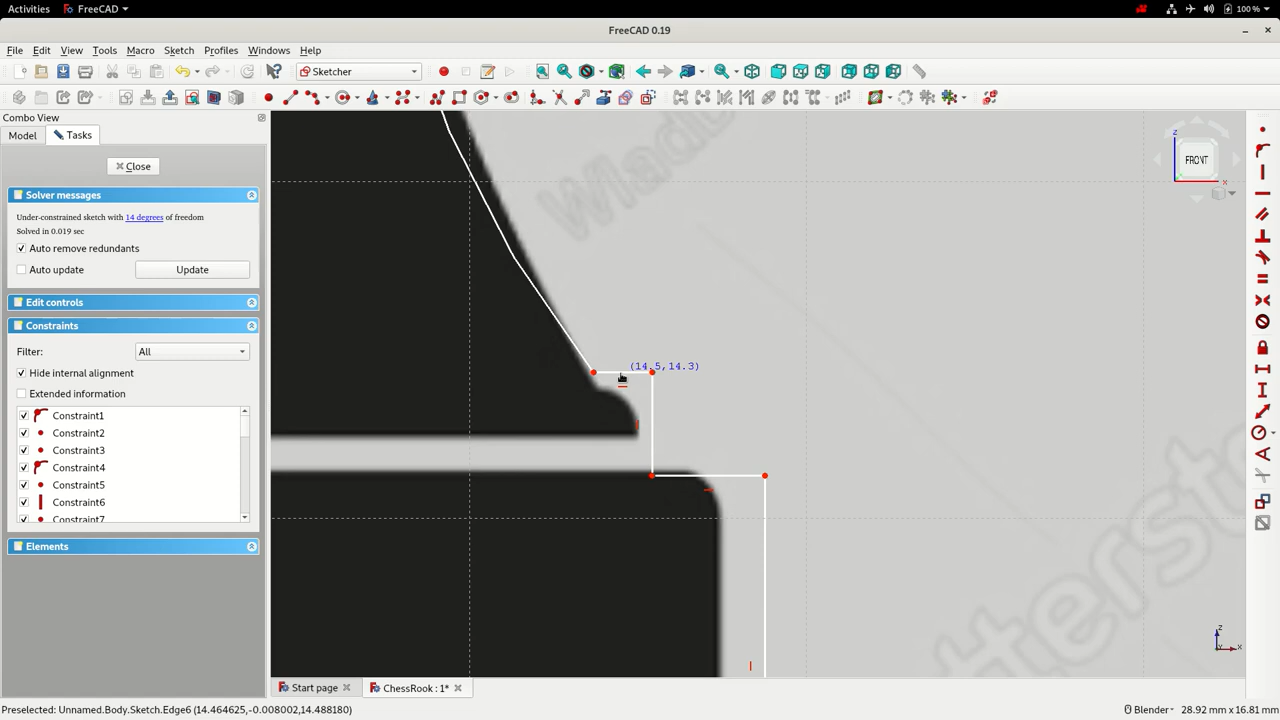 Activities
FreeCAD
100 %
FreeCAD 0.19
File Edit View Tools Macro Sketch Profiles Windows Help
Sketcher
Combo View
Model Tasks
Close
Solver messages
Under-constrained sketch with 14 degrees of freedom
Solved in 0.019 sec
Auto remove redundants
Auto update Update
Edit controls
Constraints
Filter: All
Hide internal alignment
Extended information
Constraint1
Constraint2
Constraint3
Constraint4
Constraint5
Constraint6
Constraint7
Elements
(14.5,14.3)
FRONT
z
x
z
x
Start page
ChessRook : 1*
Preselected: Unnamed.Body.Sketch.Edge6 (14.464625,-0.008002,14.488180)
Blender
28.92 mm x 16.81 mm